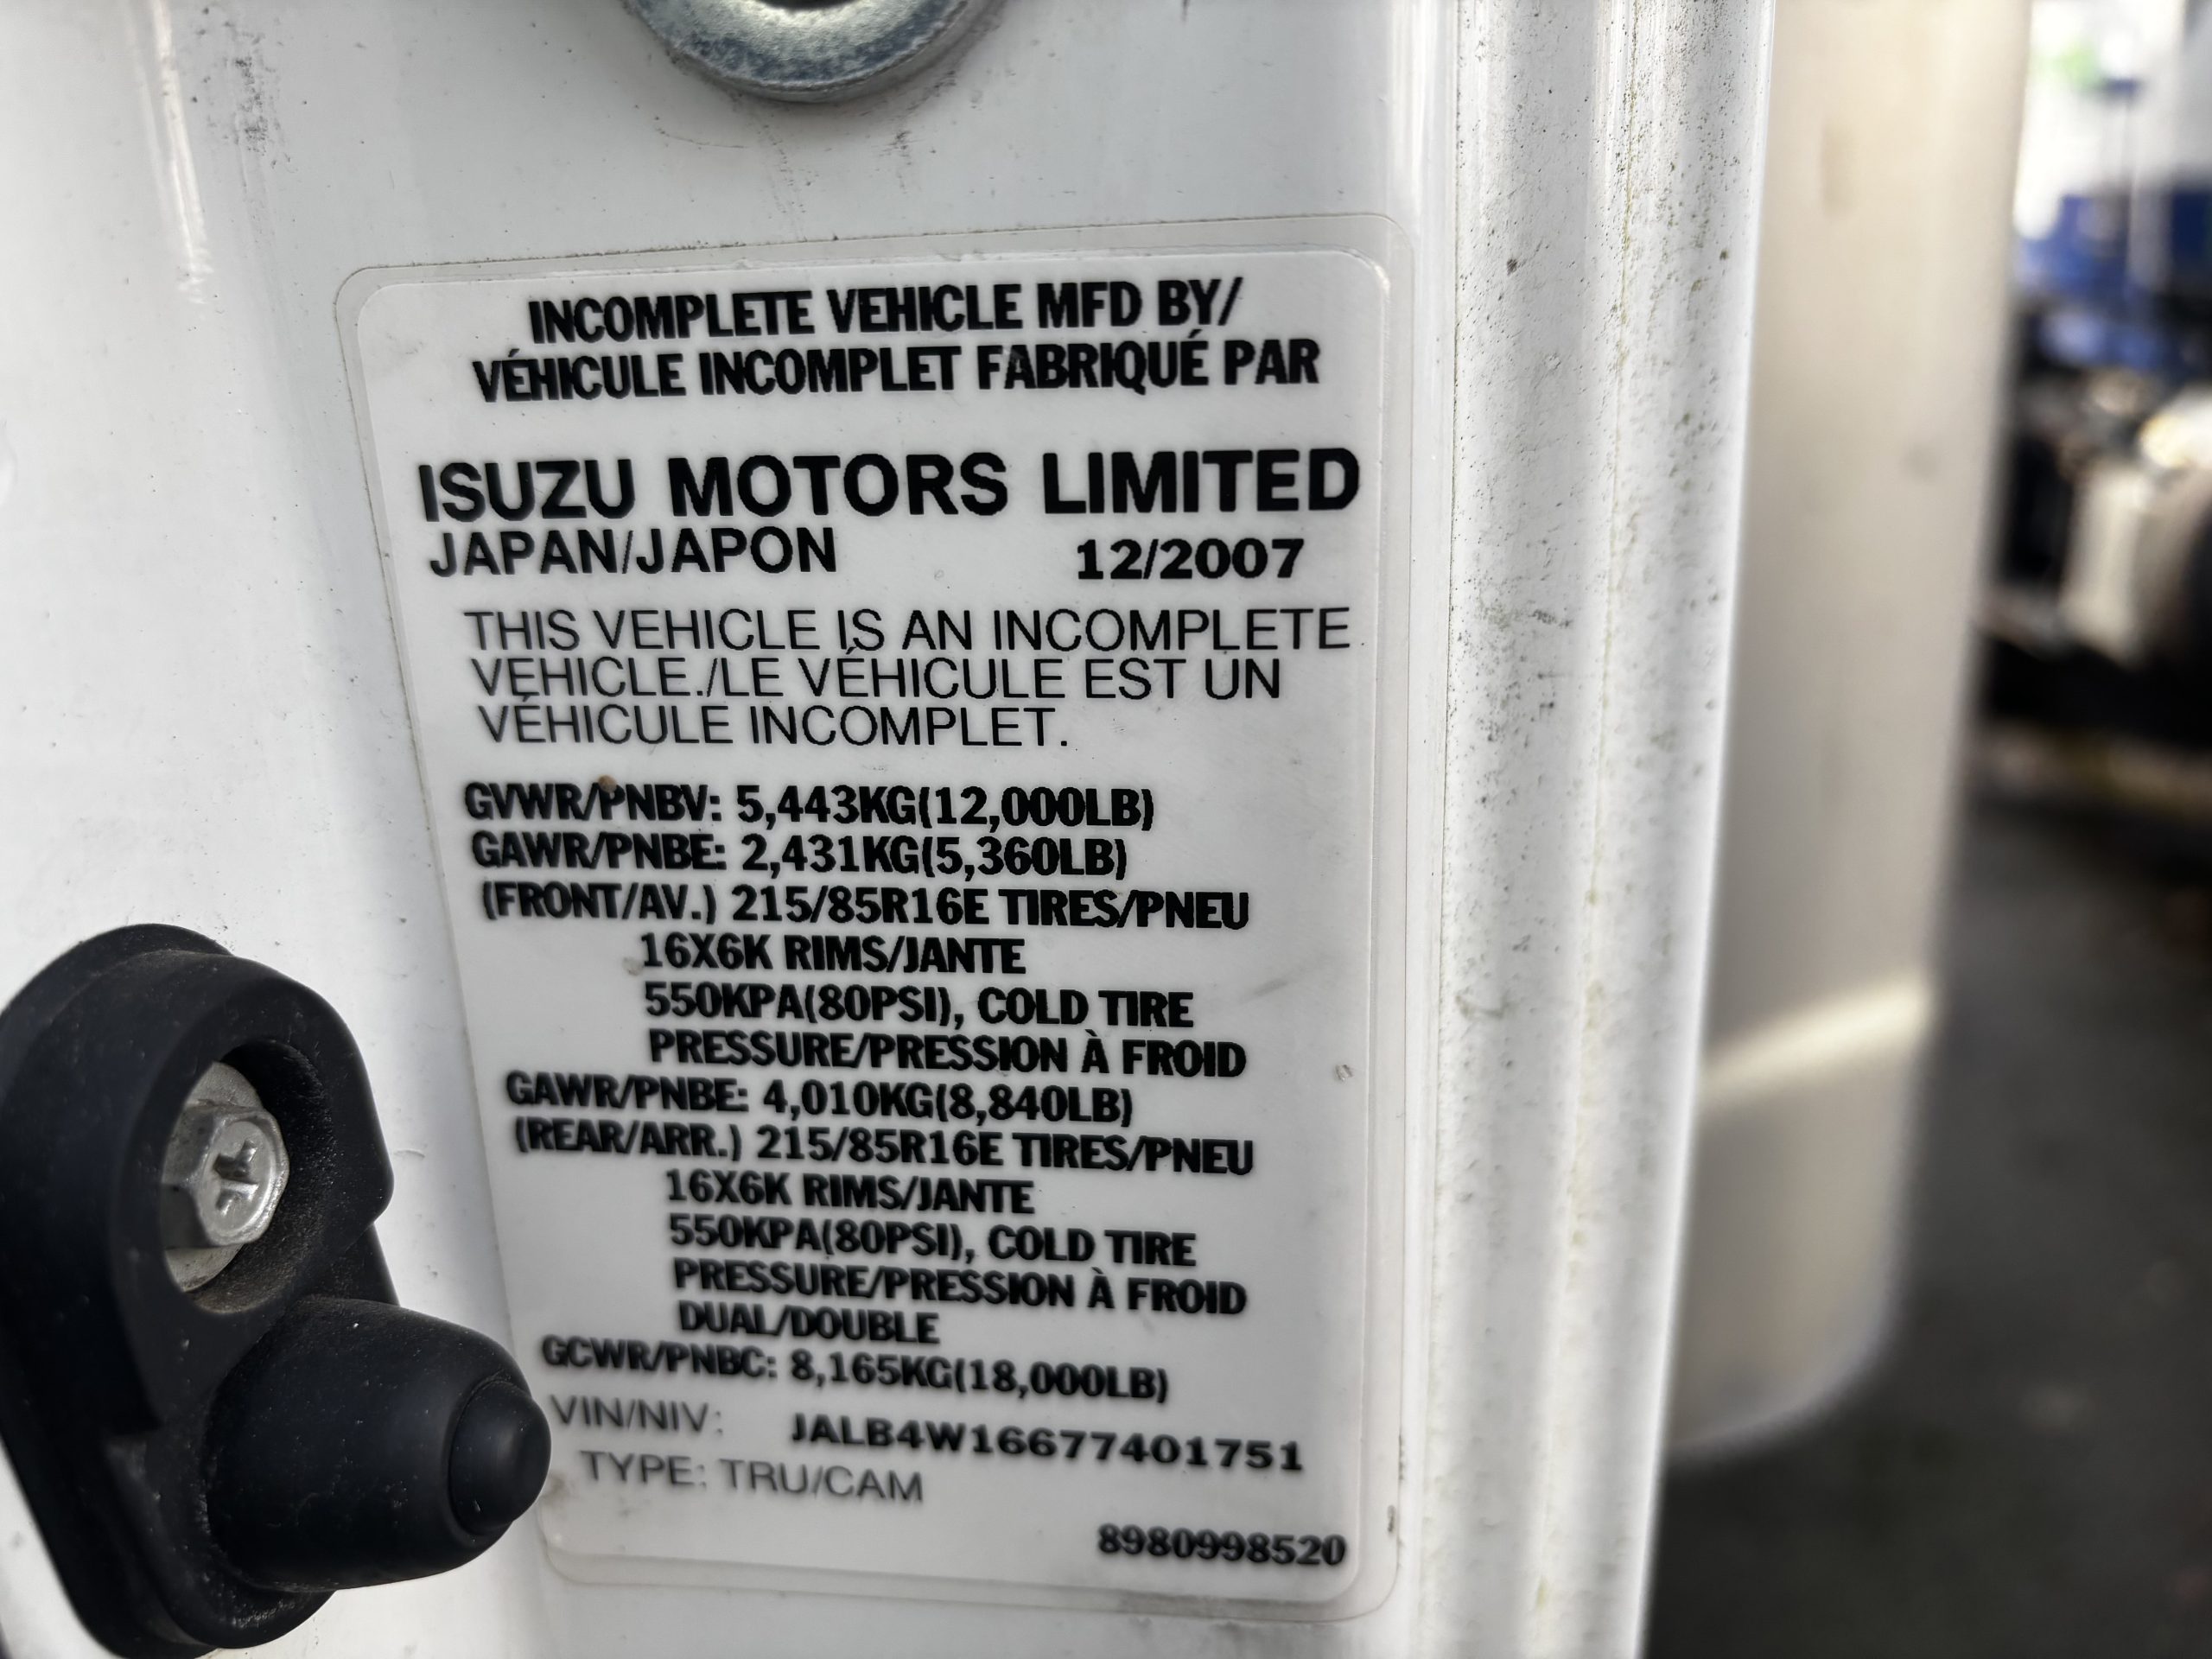 INCOMPLETE VEHICLE MFD BY/
VÉHICULE INCOMPLET FABRIQUÉ PAR
ISUZU MOTORS LIMITED
JAPAN/JAPON 12/2007
THIS VEHICLE IS AN INCOMPLETE
VEHICLE./LE VÉHICULE EST UN
VÉHICULE INCOMPLET.
GVWR/PNBV: 5,443KG(12,000LB)
GAWR/PNBE: 2,431KG(5,360LB)
(FRONT/AV.) 215/85R16E TIRES/PNEU
16X6K RIMS/JANTE
550KPA(80PSI), COLD TIRE
PRESSURE/PRESSION À FROID
GAWR/PNBE: 4,010KG(8,840LB)
(REAR/ARR.) 215/85R16E TIRES/PNEU
16X6K RIMS/JANTE
550KPA(80PSI), COLD TIRE
PRESSURE/PRESSION À FROID
DUAL/DOUBLE
GCWR/PNBC: 8,165KG(18,000LB)
VIN/NIV: JALB4W16677401751
TYPE: TRU/CAM
8980998520